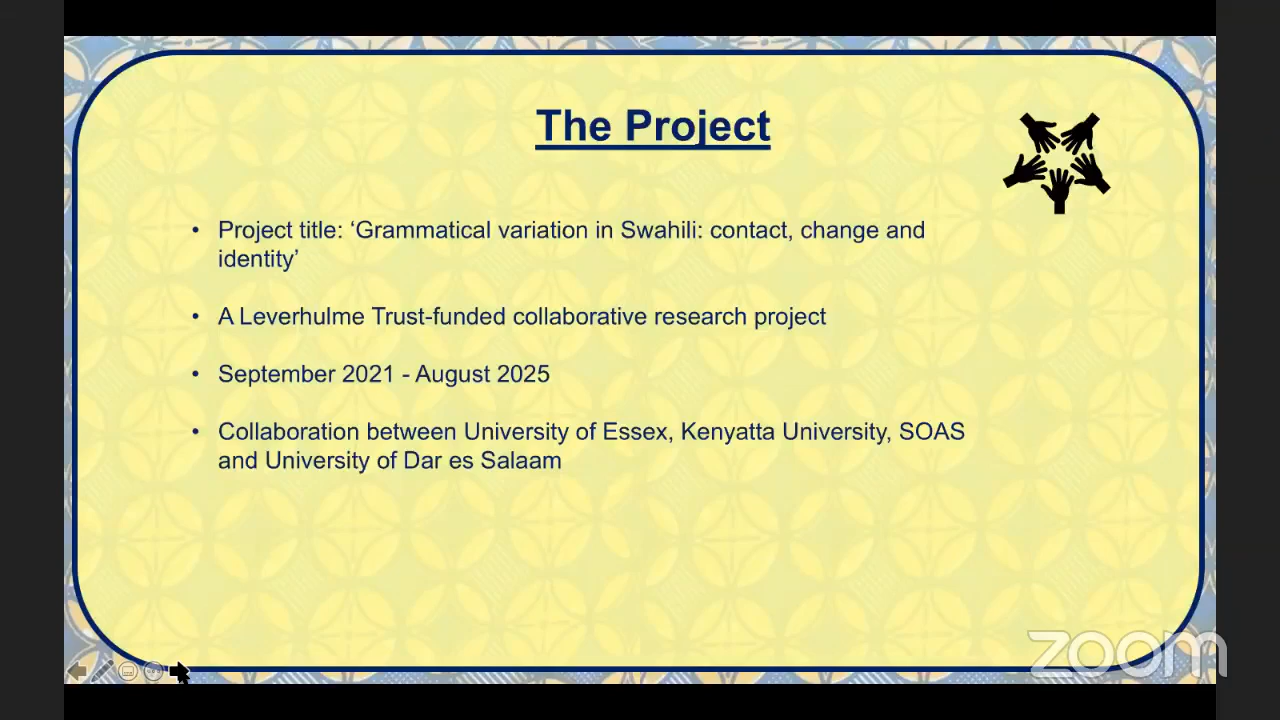 The Project
• Project title: ‘Grammatical variation in Swahili: contact, change and
identity’
• A Leverhulme Trust-funded collaborative research project
• September 2021 - August 2025
• Collaboration between University of Essex, Kenyatta University, SOAS
and University of Dar es Salaam
zoom